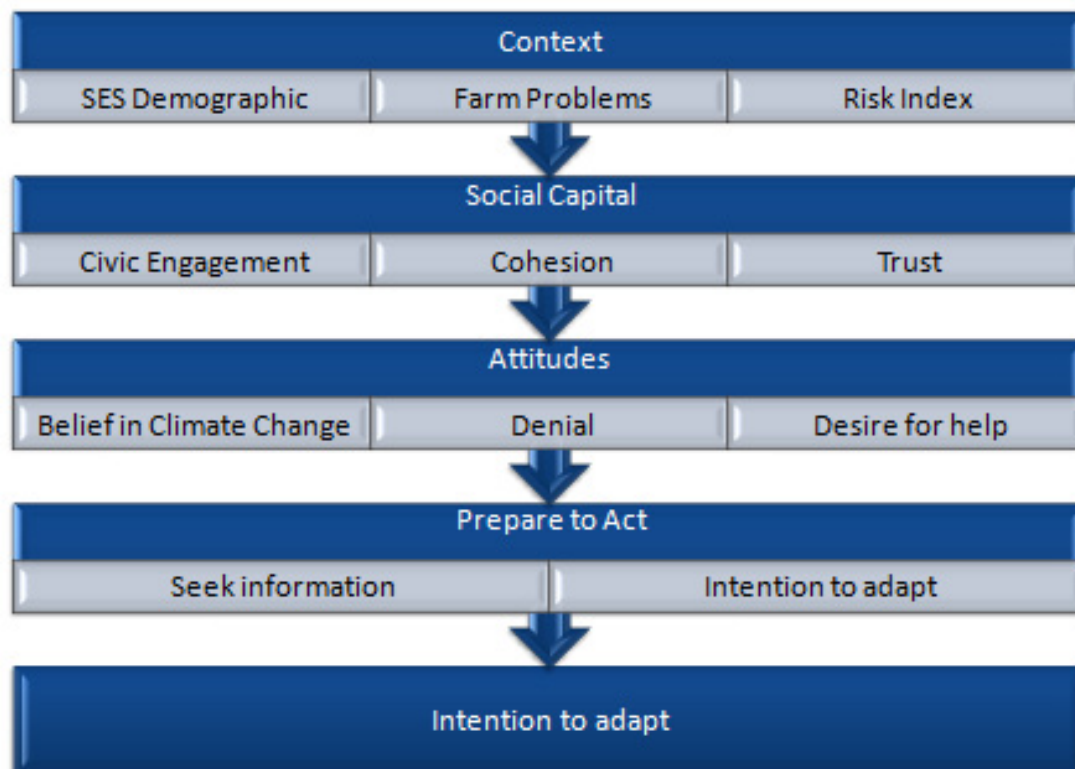 Context
SES Demographic
Farm Problems
Risk Index
Social Capital
Civic Engagement
Cohesion
Trust
Attitudes
Belief in Climate Change
Denial
Desire for help
Prepare to Act
Seek information
Intention to adapt
Intention to adapt